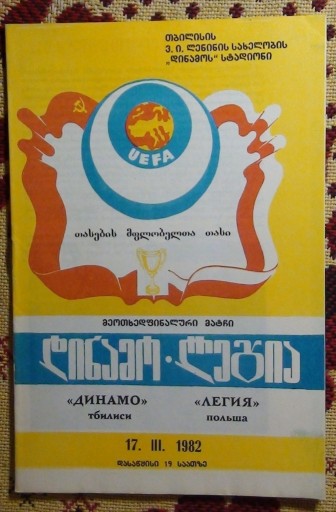 თბილისის
ვ. ი. ლენინის სახელობის
„დინამოს“ სტადიონი
UEFA
თასების მფლობელთა თასი
მეოთხედფინალური მატჩი
დინამო · ლეგია
«ДИНАМО» «ЛЕГИЯ»
тбилиси польша
17. III. 1982
დასაწყისი 19 საათზე